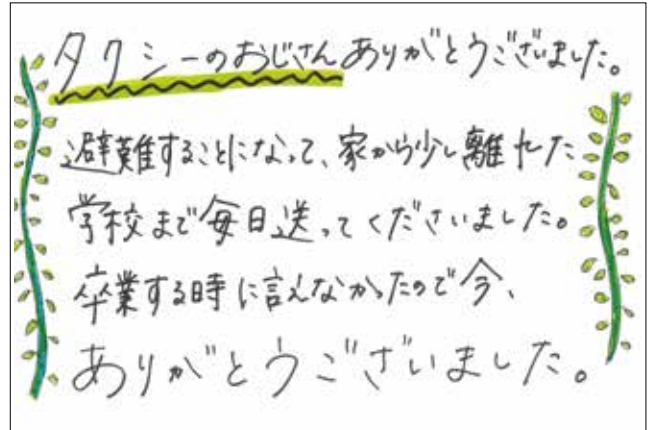 タクシーのおじさんありがとうございました。
避難することになって、家から少し離れた
学校まで毎日送ってくださいました。
卒業する時に言えなかったので今、
ありがとうございました。